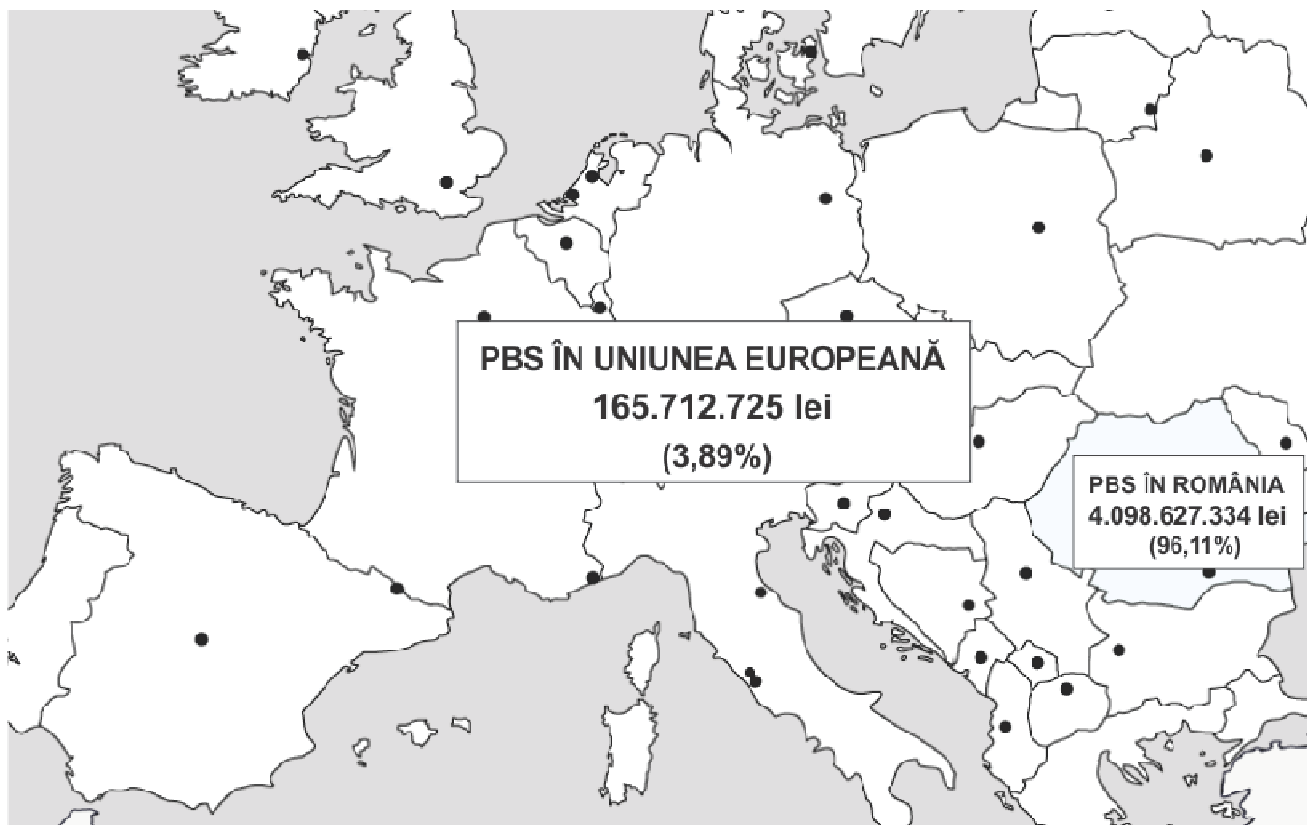 PBS ÎN UNIUNEA EUROPEANĂ
165.712.725 lei
(3,89%)
PBS ÎN ROMÂNIA
4.098.627.334 lei
(96,11%)